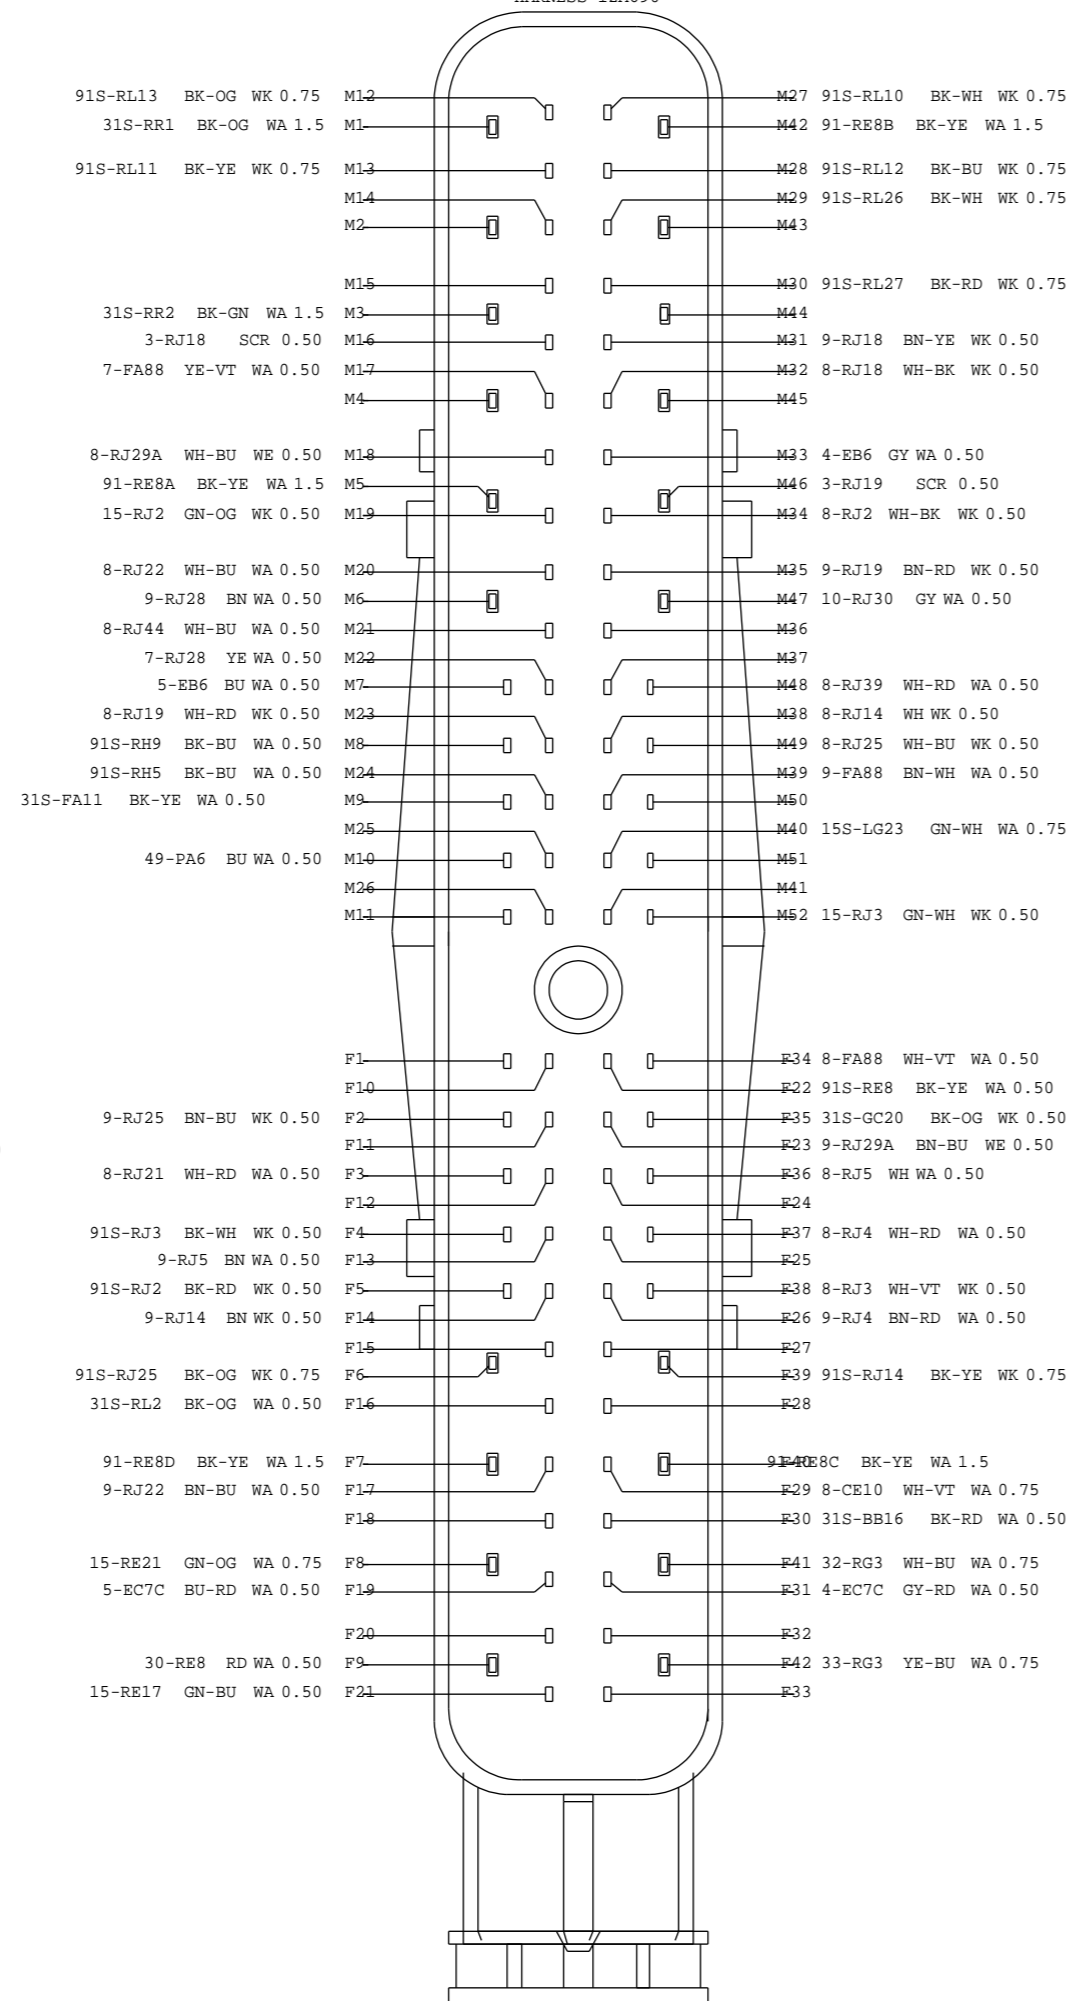 91S-RL13 BK-OG WK 0.75 M12 M27 91S-RL10 BK-WH WK 0.75
31S-RR1 BK-OG WA 1.5 M1 M42 91-RE8B BK-YE WA 1.5
91S-RL11 BK-YE WK 0.75 M13 M28 91S-RL12 BK-BU WK 0.75
M14 M29 91S-RL26 BK-WH WK 0.75
M2 M43
M15 M30 91S-RL27 BK-RD WK 0.75
31S-RR2 BK-GN WA 1.5 M3 M44
3-RJ18 SCR 0.50 M16 M31 9-RJ18 BN-YE WK 0.50
7-FA88 YE-VT WA 0.50 M17 M32 8-RJ18 WH-BK WK 0.50
M4 M45
8-RJ29A WH-BU WE 0.50 M18 M33 4-EB6 GY WA 0.50
91-RE8A BK-YE WA 1.5 M5 M46 3-RJ19 SCR 0.50
15-RJ2 GN-OG WK 0.50 M19 M34 8-RJ2 WH-BK WK 0.50
8-RJ22 WH-BU WA 0.50 M20 M35 9-RJ19 BN-RD WK 0.50
9-RJ28 BN WA 0.50 M6 M47 10-RJ30 GY WA 0.50
8-RJ44 WH-BU WA 0.50 M21 M36
7-RJ28 YE WA 0.50 M22 M37
5-EB6 BU WA 0.50 M7 M48 8-RJ39 WH-RD WA 0.50
8-RJ19 WH-RD WK 0.50 M23 M38 8-RJ14 WH WK 0.50
91S-RH9 BK-BU WA 0.50 M8 M49 8-RJ25 WH-BU WK 0.50
91S-RH5 BK-BU WA 0.50 M24 M39 9-FA88 BN-WH WA 0.50
31S-FA11 BK-YE WA 0.50 M9 M50
M25 M40 15S-LG23 GN-WH WA 0.75
49-PA6 BU WA 0.50 M10 M51
M26 M41
M11 M52 15-RJ3 GN-WH WK 0.50
F1 F34 8-FA88 WH-VT WA 0.50
F10 F22 91S-RE8 BK-YE WA 0.50
9-RJ25 BN-BU WK 0.50 F2 F35 31S-GC20 BK-OG WK 0.50
F11 F23 9-RJ29A BN-BU WE 0.50
8-RJ21 WH-RD WA 0.50 F3 F36 8-RJ5 WH WA 0.50
F12 F24
91S-RJ3 BK-WH WK 0.50 F4 F37 8-RJ4 WH-RD WA 0.50
9-RJ5 BN WA 0.50 F13 F25
91S-RJ2 BK-RD WK 0.50 F5 F38 8-RJ3 WH-VT WK 0.50
9-RJ14 BN WK 0.50 F14 F26 9-RJ4 BN-RD WA 0.50
F15 F27
91S-RJ25 BK-OG WK 0.75 F6 F39 91S-RJ14 BK-YE WK 0.75
31S-RL2 BK-OG WA 0.50 F16 F28
91-RE8D BK-YE WA 1.5 F7 F40 91-RE8C BK-YE WA 1.5
9-RJ22 BN-BU WA 0.50 F17 F29 8-CE10 WH-VT WA 0.75
F18 F30 31S-BB16 BK-RD WA 0.50
15-RE21 GN-OG WA 0.75 F8 F41 32-RG3 WH-BU WA 0.75
5-EC7C BU-RD WA 0.50 F19 F31 4-EC7C GY-RD WA 0.50
F20 F32
30-RE8 RD WA 0.50 F9 F42 33-RG3 YE-BU WA 0.75
15-RE17 GN-BU WA 0.50 F21 F33